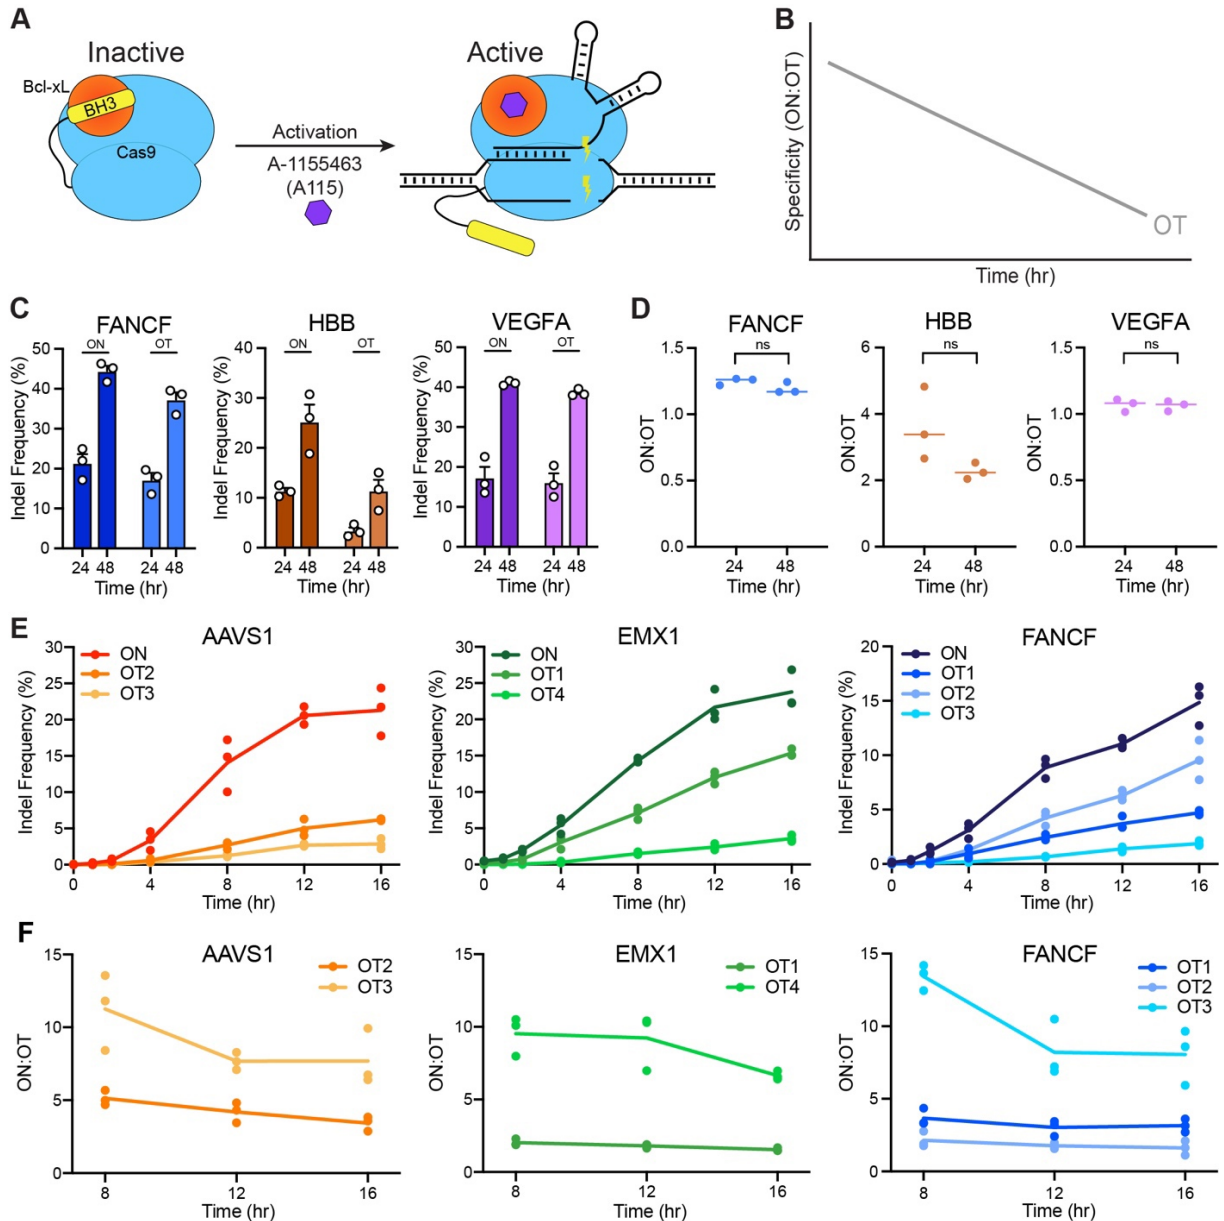 A
Inactive
Bcl-xL
BH3
Cas9
Activation
A-1155463
(A115)
Active
B
Specificity (ON:OT)
OT
Time (hr)
C
FANCF
ON
OT
Indel Frequency (%)
50
40
30
20
10
0
24 48 24 48
Time (hr)
HBB
ON
OT
Indel Frequency (%)
40
30
20
10
0
24 48 24 48
Time (hr)
VEGFA
ON
OT
Indel Frequency (%)
50
40
30
20
10
0
24 48 24 48
Time (hr)
D
FANCF
ns
ON:OT
1.5
1.0
0.5
0.0
24 48
Time (hr)
HBB
ns
ON:OT
6
4
2
0
24 48
Time (hr)
VEGFA
ns
ON:OT
1.5
1.0
0.5
0.0
24 48
Time (hr)
E
AAVS1
ON
OT2
OT3
Indel Frequency (%)
30
25
20
15
10
5
0
0 4 8 12 16
Time (hr)
EMX1
ON
OT1
OT4
Indel Frequency (%)
30
25
20
15
10
5
0
0 4 8 12 16
Time (hr)
FANCF
ON
OT1
OT2
OT3
Indel Frequency (%)
20
15
10
5
0
0 4 8 12 16
Time (hr)
F
AAVS1
OT2
OT3
ON:OT
15
10
5
0
8 12 16
Time (hr)
EMX1
OT1
OT4
ON:OT
15
10
5
0
8 12 16
Time (hr)
FANCF
OT1
OT2
OT3
ON:OT
15
10
5
0
8 12 16
Time (hr)